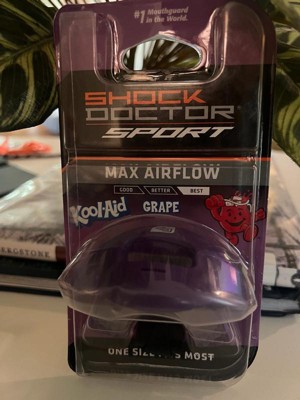 #1 Mouthguard
in the World.
SHOCK
DOCTOR
SPORT
MAX AIRFLOW
GOOD BETTER BEST
Kool-Aid GRAPE
ONE SIZE FITS MOST